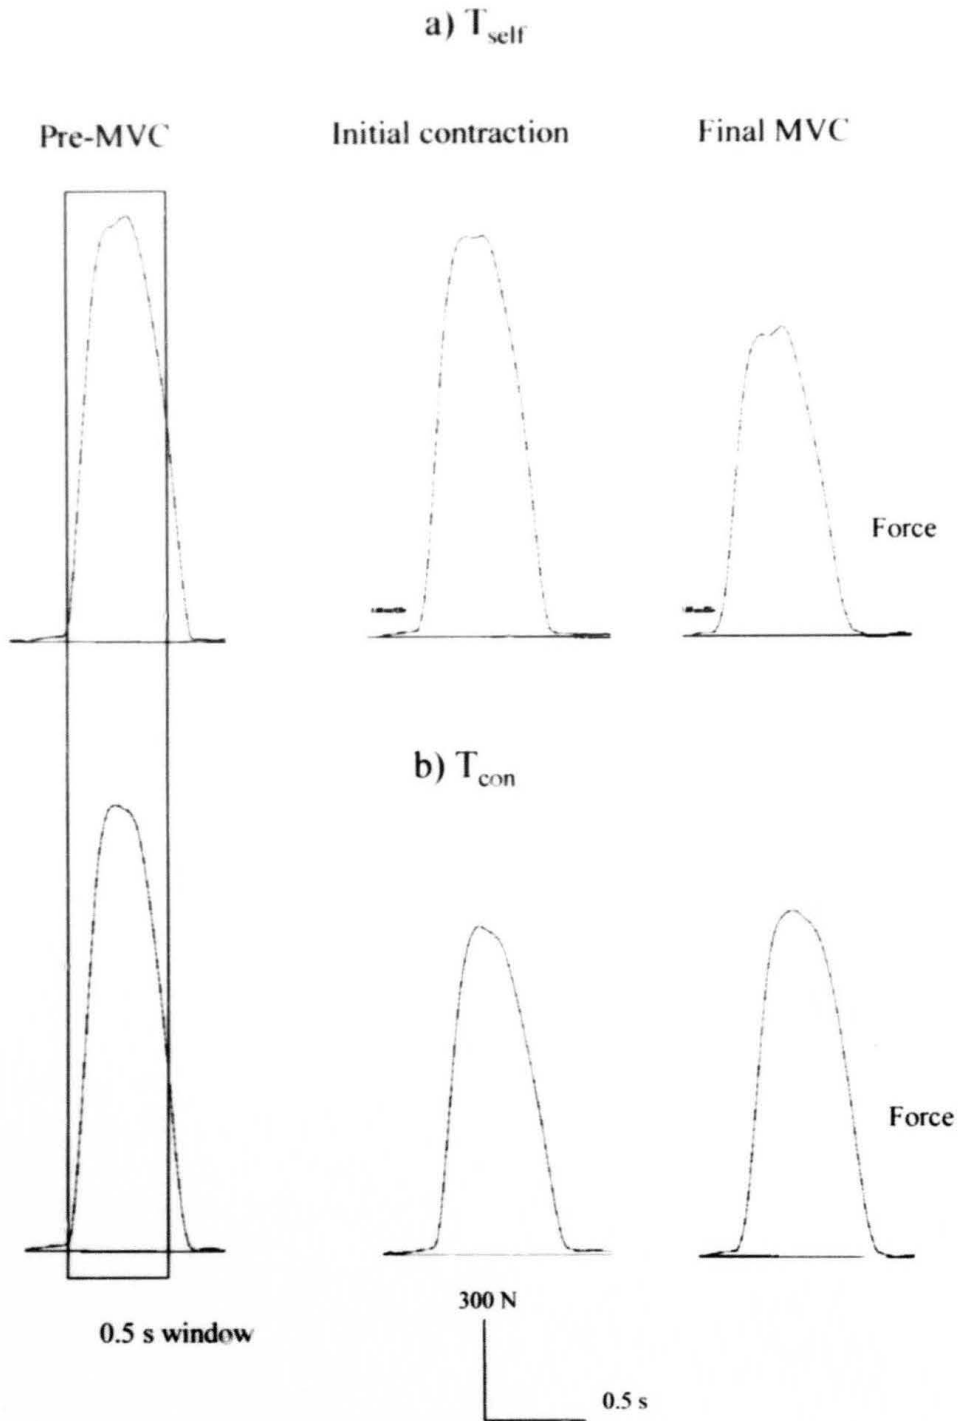 a) Tself
Pre-MVC
Initial contraction
Final MVC
Force
b) Tcon
Force
300 N
0.5 s window
0.5 s